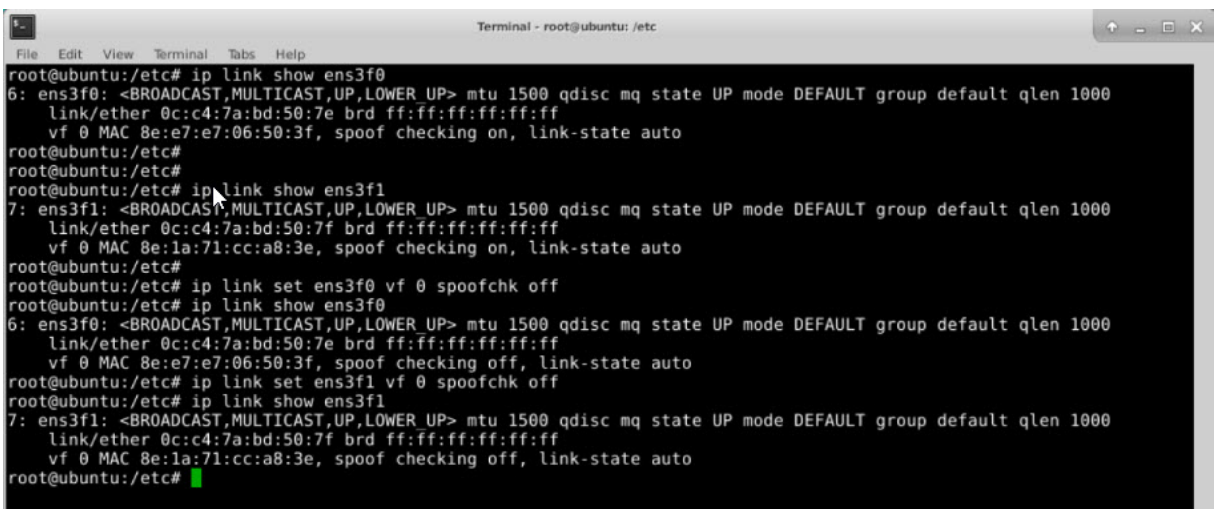 Terminal - root@ubuntu: /etc
File Edit View Terminal Tabs Help
root@ubuntu:/etc# ip link show ens3f0
6: ens3f0: <BROADCAST,MULTICAST,UP,LOWER_UP> mtu 1500 qdisc mq state UP mode DEFAULT group default qlen 1000
    link/ether 0c:c4:7a:bd:50:7e brd ff:ff:ff:ff:ff:ff
    vf 0 MAC 8e:e7:e7:06:50:3f, spoof checking on, link-state auto
root@ubuntu:/etc#
root@ubuntu:/etc#
root@ubuntu:/etc# ip link show ens3f1
7: ens3f1: <BROADCAST,MULTICAST,UP,LOWER_UP> mtu 1500 qdisc mq state UP mode DEFAULT group default qlen 1000
    link/ether 0c:c4:7a:bd:50:7f brd ff:ff:ff:ff:ff:ff
    vf 0 MAC 8e:1a:71:cc:a8:3e, spoof checking on, link-state auto
root@ubuntu:/etc#
root@ubuntu:/etc# ip link set ens3f0 vf 0 spoofchk off
root@ubuntu:/etc# ip link show ens3f0
6: ens3f0: <BROADCAST,MULTICAST,UP,LOWER_UP> mtu 1500 qdisc mq state UP mode DEFAULT group default qlen 1000
    link/ether 0c:c4:7a:bd:50:7e brd ff:ff:ff:ff:ff:ff
    vf 0 MAC 8e:e7:e7:06:50:3f, spoof checking off, link-state auto
root@ubuntu:/etc# ip link set ens3f1 vf 0 spoofchk off
root@ubuntu:/etc# ip link show ens3f1
7: ens3f1: <BROADCAST,MULTICAST,UP,LOWER_UP> mtu 1500 qdisc mq state UP mode DEFAULT group default qlen 1000
    link/ether 0c:c4:7a:bd:50:7f brd ff:ff:ff:ff:ff:ff
    vf 0 MAC 8e:1a:71:cc:a8:3e, spoof checking off, link-state auto
root@ubuntu:/etc#